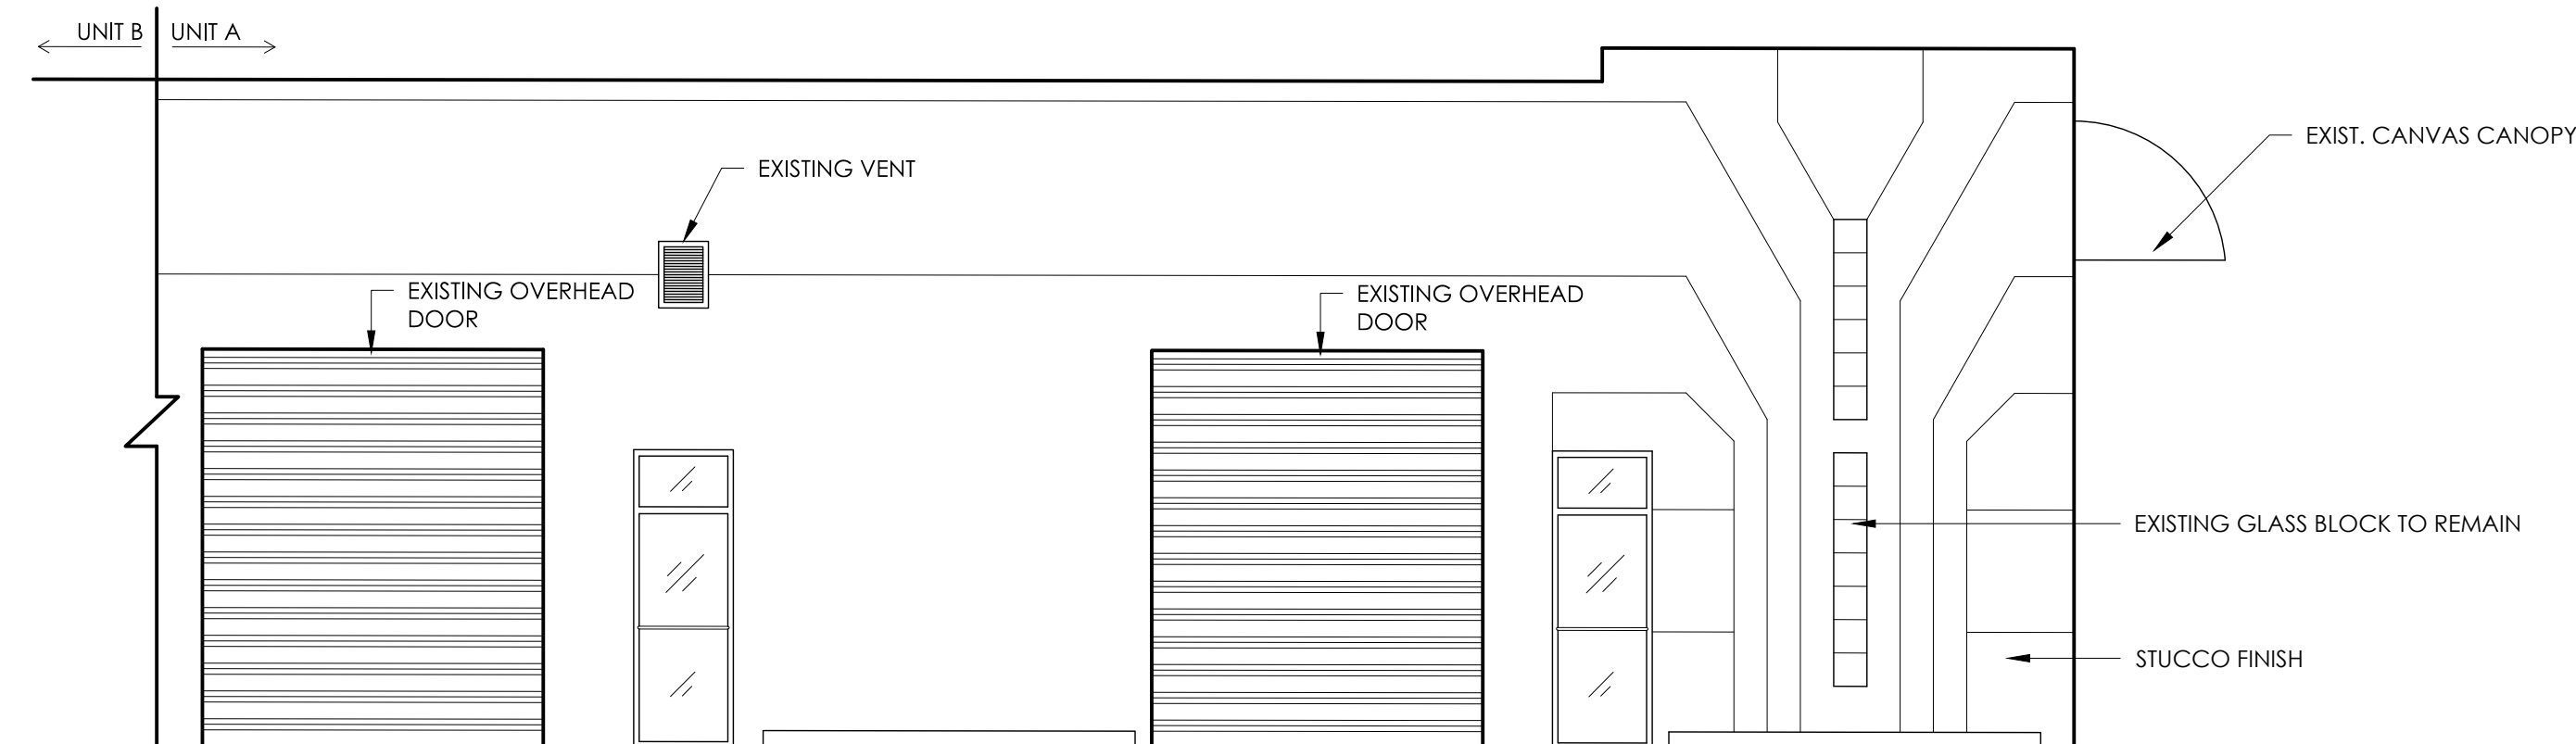 UNIT B
UNIT A
EXIST. CANVAS CANOPY
EXISTING VENT
EXISTING OVERHEAD
DOOR
EXISTING OVERHEAD
DOOR
EXISTING GLASS BLOCK TO REMAIN
STUCCO FINISH